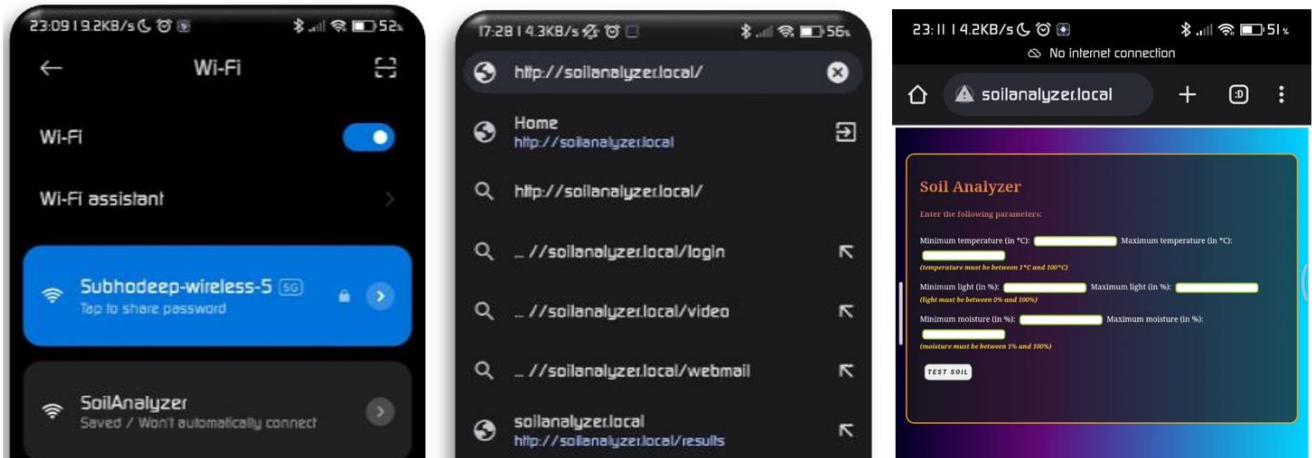 23:09 | 9.2KB/s
52%
Wi-Fi
Wi-Fi
Wi-Fi assistant
Subhodeep-wireless-5 5G
Tap to share password
SoilAnalyzer
Saved / Won't automatically connect
17:28 | 4.3KB/s
56%
http://soilanalyzer.local/
Home
http://soilanalyzer.local
http://soilanalyzer.local/
... //soilanalyzer.local/login
... //soilanalyzer.local/video
... //soilanalyzer.local/webmail
soilanalyzer.local
http://soilanalyzer.local/results
23:11 | 4.2KB/s
51%
No internet connection
soilanalyzer.local
:D
Soil Analyzer
Enter the following parameters:
Minimum temperature (in °C): Maximum temperature (in °C):
(temperature must be between 1°C and 100°C)
Minimum light (in %): Maximum light (in %):
(light must be between 0% and 100%)
Minimum moisture (in %): Maximum moisture (in %):
(moisture must be between 1% and 100%)
TEST SOIL